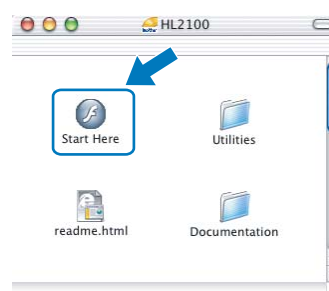 HL2100
Start Here
Utilities
readme.html
Documentation